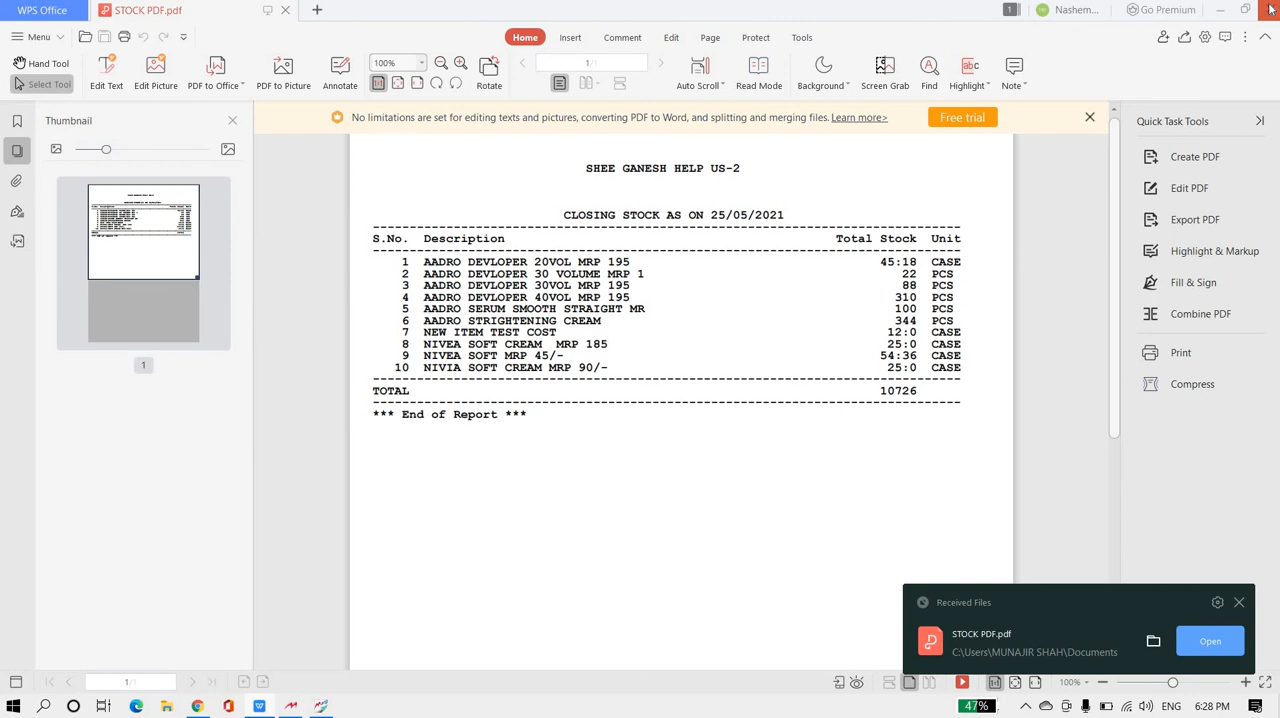 WPS Office STOCK PDF.pdf 1 Nashem... Go Premium
Menu Home Insert Comment Edit Page Protect Tools
Hand Tool
Select Tool
Edit Text Edit Picture PDF to Office PDF to Picture Annotate 100% Rotate 1/1 Auto Scroll Read Mode Background Screen Grab Find Highlight Note
Thumbnail
No limitations are set for editing texts and pictures, converting PDF to Word, and splitting and merging files. Learn more> Free trial
SHEE GANESH HELP US-2
CLOSING STOCK AS ON 25/05/2021
S.No. Description Total Stock Unit
1 AADRO DEVLOPER 20VOL MRP 195 45:18 CASE
2 AADRO DEVLOPER 30 VOLUME MRP 1 22 PCS
3 AADRO DEVLOPER 30VOL MRP 195 88 PCS
4 AADRO DEVLOPER 40VOL MRP 195 310 PCS
5 AADRO SERUM SMOOTH STRAIGHT MR 100 PCS
6 AADRO STRIGHTENING CREAM 344 PCS
7 NEW ITEM TEST COST 12:0 CASE
8 NIVEA SOFT CREAM MRP 185 25:0 CASE
9 NIVEA SOFT MRP 45/- 54:36 CASE
10 NIVIA SOFT CREAM MRP 90/- 25:0 CASE
TOTAL 10726
*** End of Report ***
1
Quick Task Tools
Create PDF
Edit PDF
Export PDF
Highlight & Markup
Fill & Sign
Combine PDF
Print
Compress
Received Files
STOCK PDF.pdf
C:\Users\MUNAJIR SHAH\Documents
Open
1/1 100%
47% ENG 6:28 PM